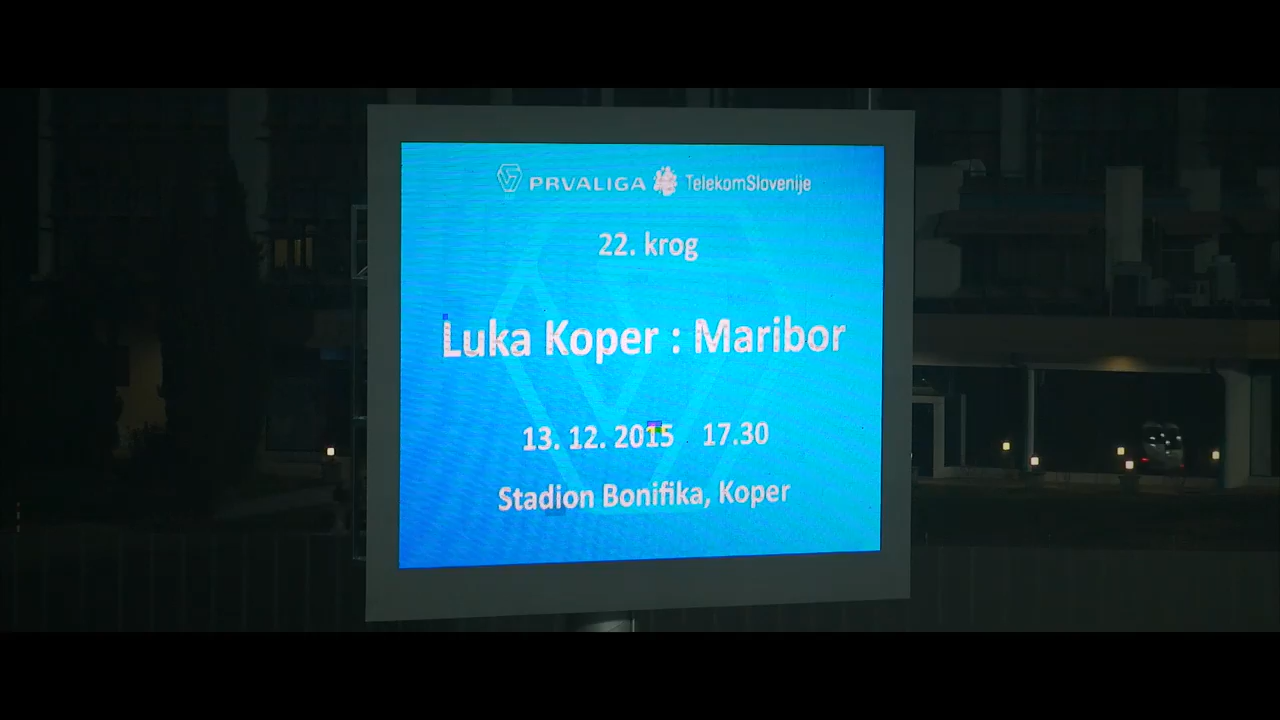 PRVALIGA TelekomSlovenije
22. krog
Luka Koper : Maribor
13. 12. 2015 17.30
Stadion Bonifika, Koper